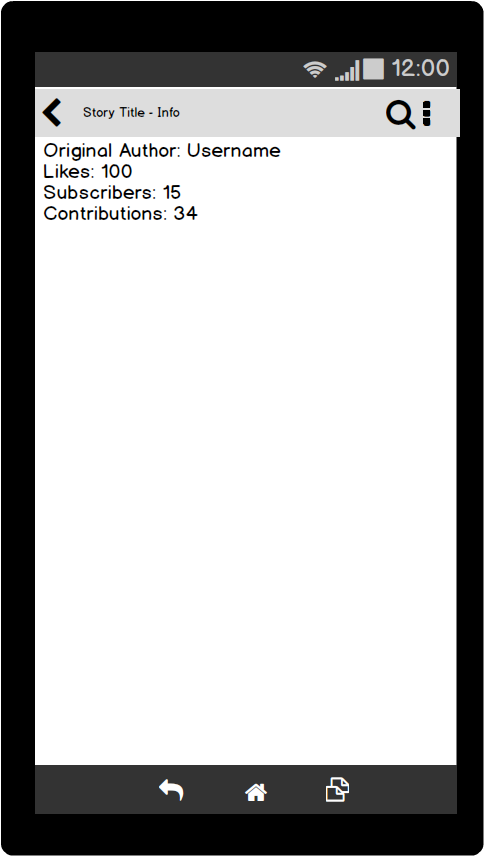 12:00
Story Title - Info
Original Author: Username
Likes: 100
Subscribers: 15
Contributions: 34